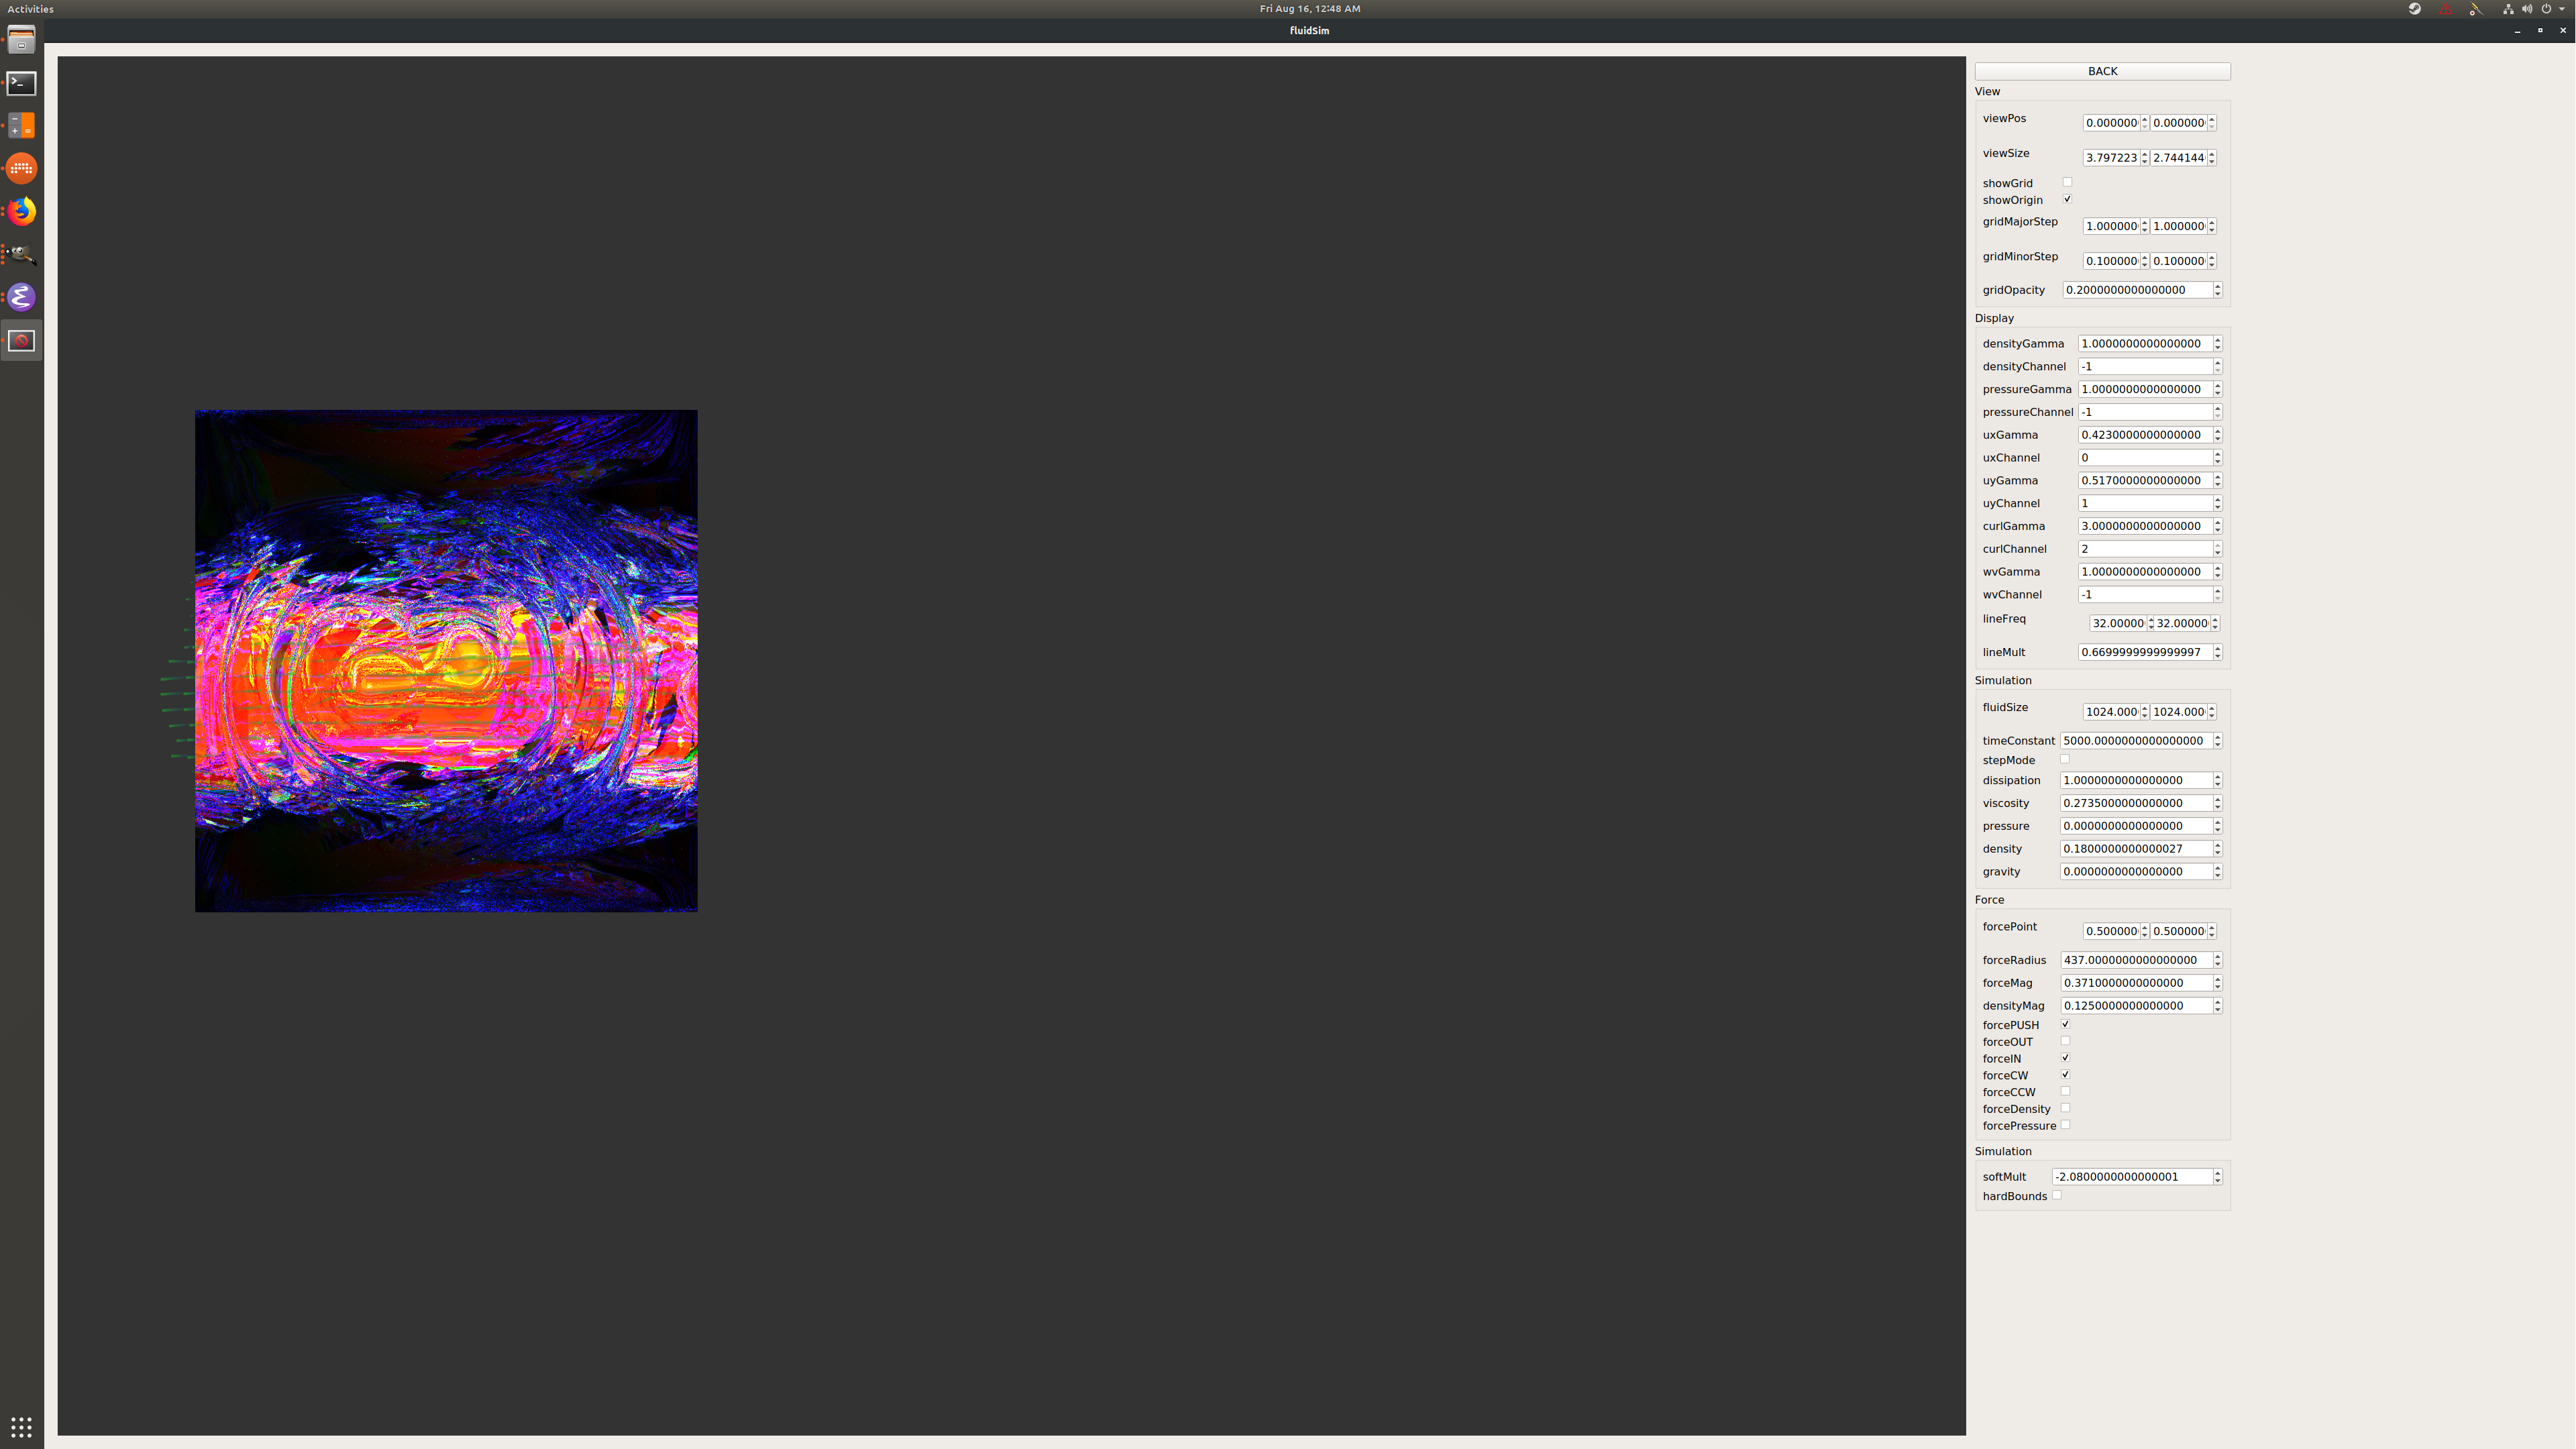 Activities
Fri Aug 16, 12:48 AM
fluidSim
BACK
View
viewPos 0.000000 0.000000
viewSize 3.797223 2.744144
showGrid
showOrigin
gridMajorStep 1.000000 1.000000
gridMinorStep 0.100000 0.100000
gridOpacity 0.2000000000000000
Display
densityGamma 1.0000000000000000
densityChannel -1
pressureGamma 1.0000000000000000
pressureChannel -1
uxGamma 0.4230000000000000
uxChannel 0
uyGamma 0.5170000000000000
uyChannel 1
curlGamma 3.0000000000000000
curlChannel 2
wvGamma 1.0000000000000000
wvChannel -1
lineFreq 32.00000 32.00000
lineMult 0.6699999999999997
Simulation
fluidSize 1024.000 1024.000
timeConstant 5000.0000000000000000
stepMode
dissipation 1.0000000000000000
viscosity 0.2735000000000000
pressure 0.0000000000000000
density 0.1800000000000027
gravity 0.0000000000000000
Force
forcePoint 0.500000 0.500000
forceRadius 437.0000000000000000
forceMag 0.3710000000000000
densityMag 0.1250000000000000
forcePUSH
forceOUT
forceIN
forceCW
forceCCW
forceDensity
forcePressure
Simulation
softMult -2.0800000000000001
hardBounds